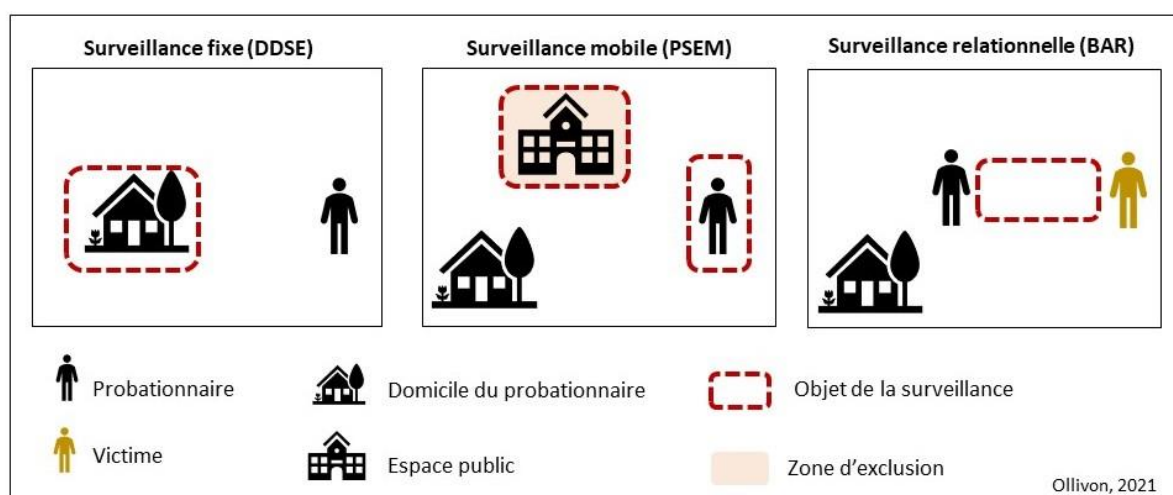 Surveillance fixe (DDSE)
Surveillance mobile (PSEM)
Surveillance relationnelle (BAR)
Probationnaire
Domicile du probationnaire
Objet de la surveillance
Victime
Espace public
Zone d’exclusion
Ollivon, 2021